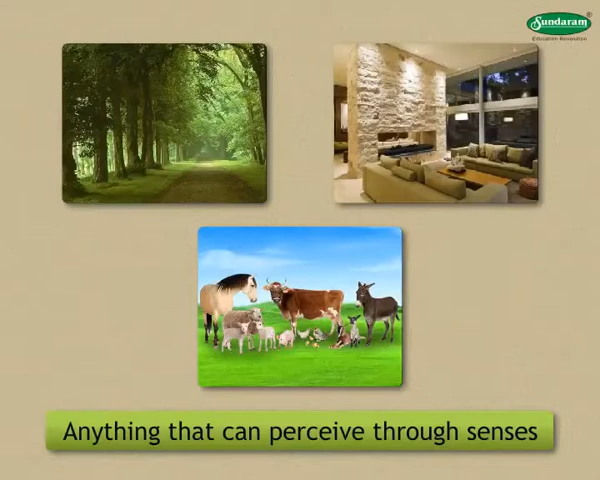 Sundaram
Education Revolution
Anything that can perceive through senses